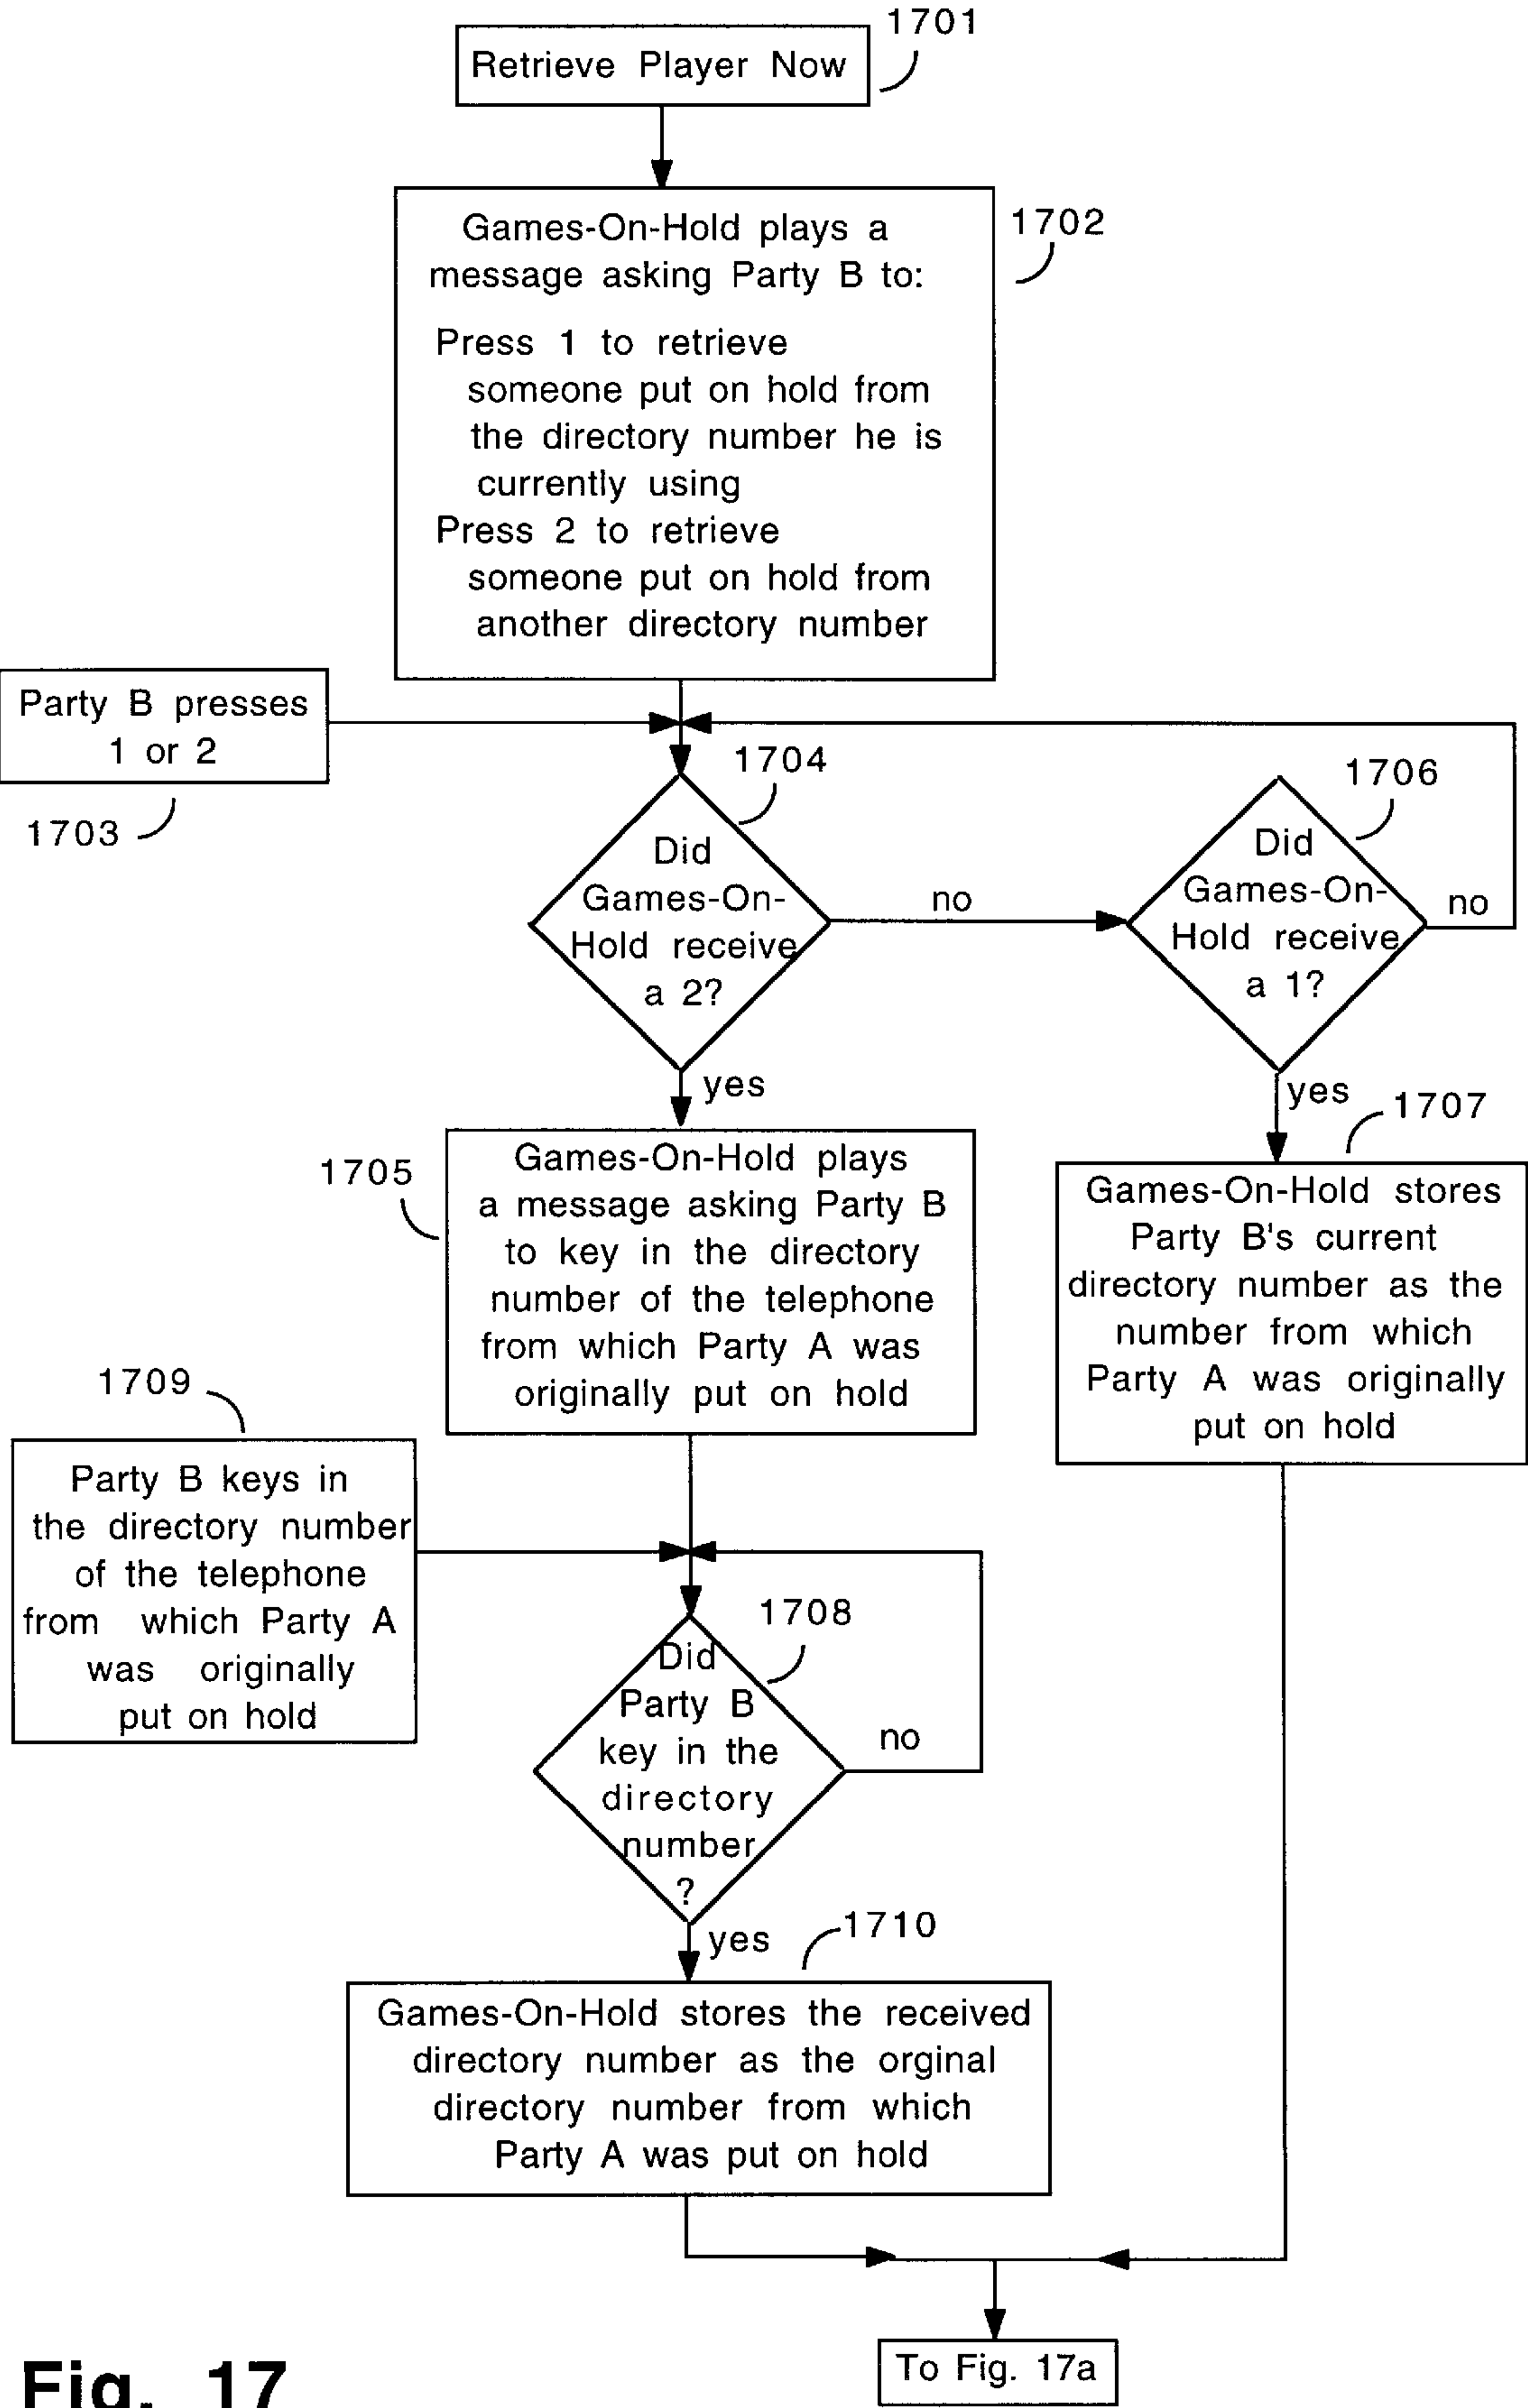 1701
Retrieve Player Now
1702
Games-On-Hold plays a
message asking Party B to:
Press 1 to retrieve
someone put on hold from
the directory number he is
currently using
Press 2 to retrieve
someone put on hold from
another directory number
Party B presses
1 or 2
1703
1704
Did
Games-On-
Hold receive
a 2?
no
1706
Did
Games-On-
Hold receive
a 1?
no
yes
yes
1705
Games-On-Hold plays
a message asking Party B
to key in the directory
number of the telephone
from which Party A was
originally put on hold
1707
Games-On-Hold stores
Party B's current
directory number as the
number from which
Party A was originally
put on hold
1709
Party B keys in
the directory number
of the telephone
from which Party A
was originally
put on hold
1708
Did
Party B
key in the
directory
number
?
no
yes
1710
Games-On-Hold stores the received
directory number as the orginal
directory number from which
Party A was put on hold
To Fig. 17a
Fig. 17